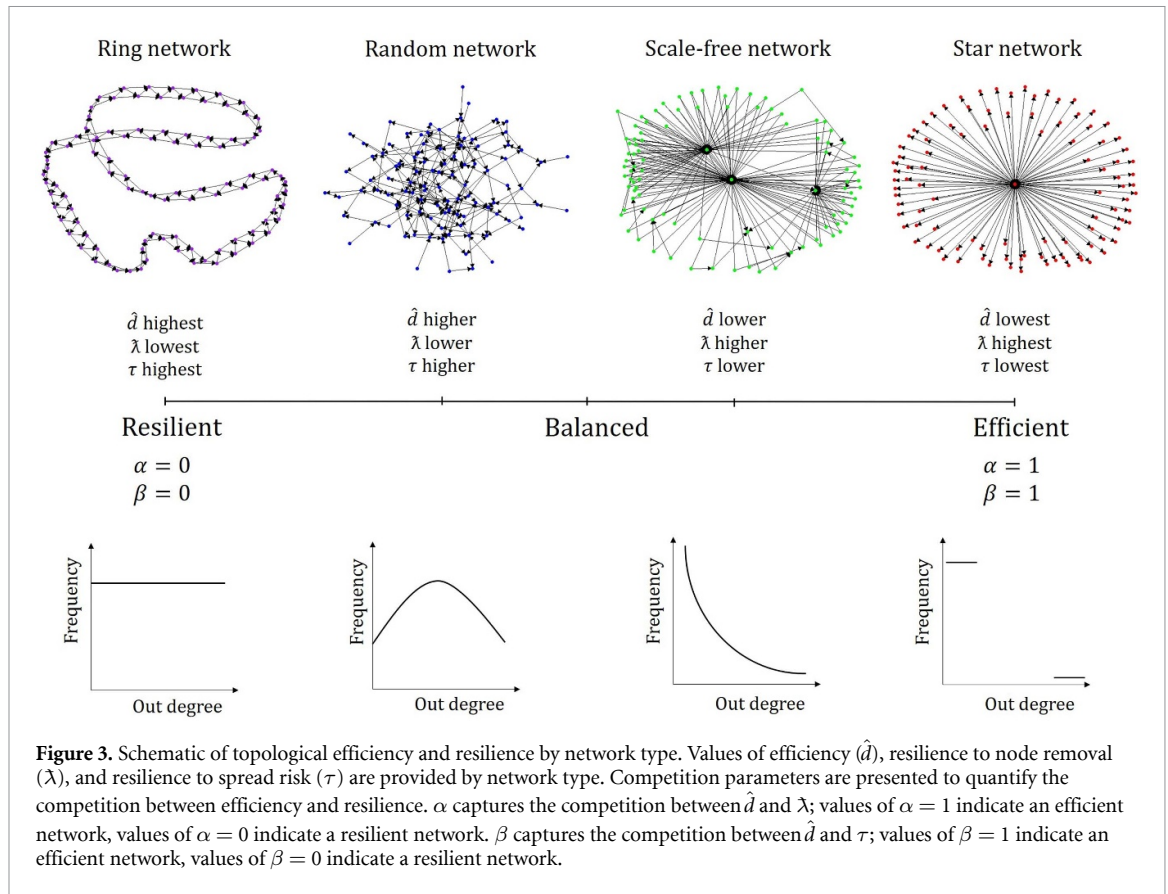 Ring network
Random network
Scale-free network
Star network
d̂ highest
ƛ lowest
τ highest
d̂ higher
ƛ lower
τ higher
d̂ lower
ƛ higher
τ lower
d̂ lowest
ƛ highest
τ lowest
Resilient
Balanced
Efficient
α = 0
β = 0
α = 1
β = 1
Frequency
Out degree
Frequency
Out degree
Frequency
Out degree
Frequency
Out degree
Figure 3. Schematic of topological efficiency and resilience by network type. Values of efficiency (d̂), resilience to node removal
(ƛ), and resilience to spread risk (τ) are provided by network type. Competition parameters are presented to quantify the
competition between efficiency and resilience. α captures the competition between d̂ and ƛ; values of α = 1 indicate an efficient
network, values of α = 0 indicate a resilient network. β captures the competition between d̂ and τ; values of β = 1 indicate an
efficient network, values of β = 0 indicate a resilient network.